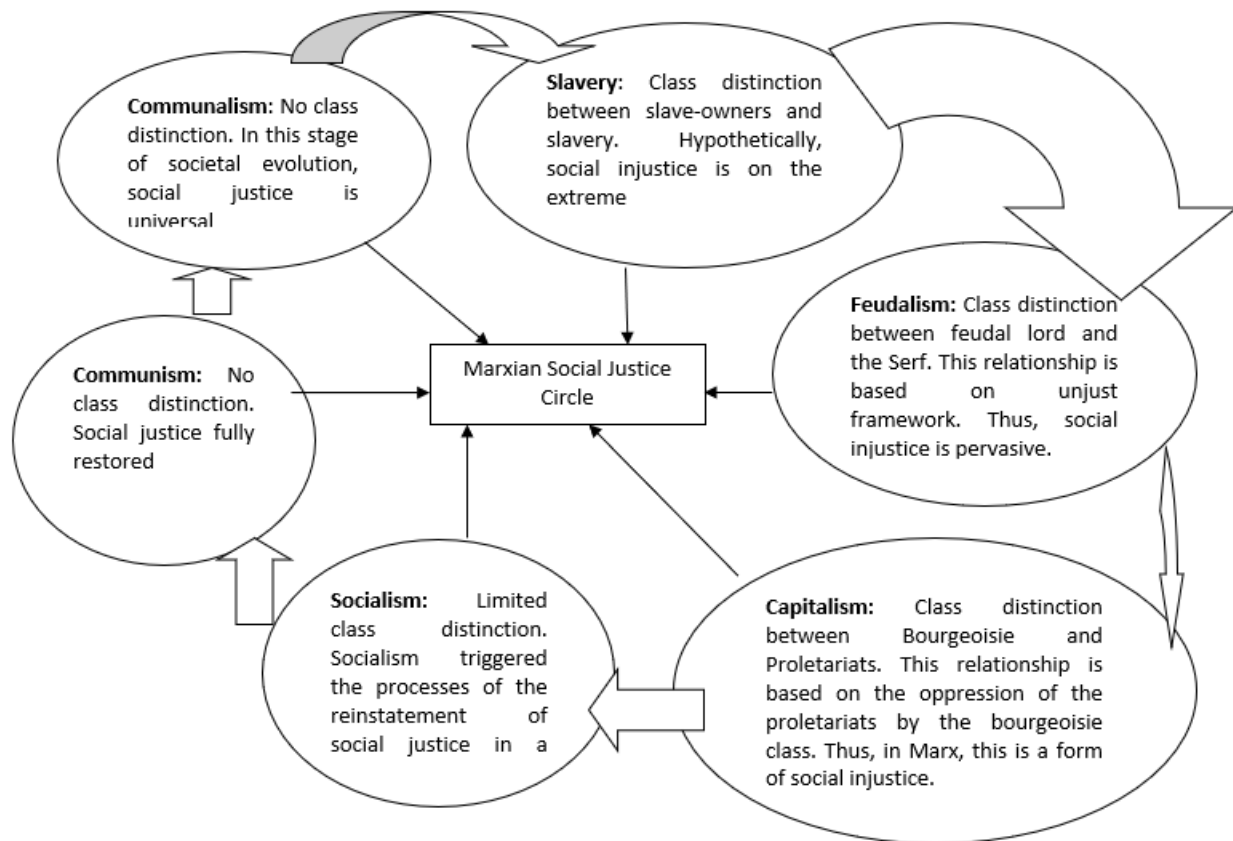 Communalism: No class
distinction. In this stage
of societal evolution,
social justice is
universal
Slavery: Class distinction
between slave-owners and
slavery. Hypothetically,
social injustice is on the
extreme
Feudalism: Class distinction
between feudal lord and
the Serf. This relationship is
based on unjust
framework. Thus, social
injustice is pervasive.
Marxian Social Justice
Circle
Communism: No
class distinction.
Social justice fully
restored
Socialism: Limited
class distinction.
Socialism triggered
the processes of the
reinstatement of
social justice in a
Capitalism: Class distinction
between Bourgeoisie and
Proletariats. This relationship is
based on the oppression of the
proletariats by the bourgeoisie
class. Thus, in Marx, this is a form
of social injustice.